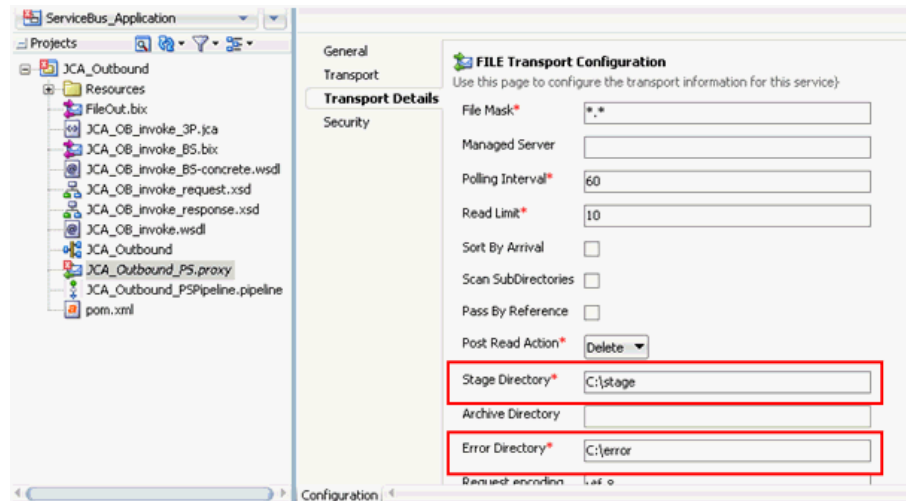 ServiceBus_Application
Projects
JCA_Outbound
Resources
FileOut.bix
JCA_OB_invoke_3P.jca
JCA_OB_invoke_BS.bix
JCA_OB_invoke_BS-concrete.wsdl
JCA_OB_invoke_request.xsd
JCA_OB_invoke_response.xsd
JCA_OB_invoke.wsdl
JCA_Outbound
JCA_Outbound_PS.proxy
JCA_Outbound_PSPipeline.pipeline
pom.xml
General
Transport
Transport Details
Security
FILE Transport Configuration
Use this page to configure the transport information for this service}
File Mask* *.*
Managed Server
Polling Interval* 60
Read Limit* 10
Sort By Arrival
Scan SubDirectories
Pass By Reference
Post Read Action* Delete
Stage Directory* C:\stage
Archive Directory
Error Directory* C:\error
Request encoding utf-8
Configuration